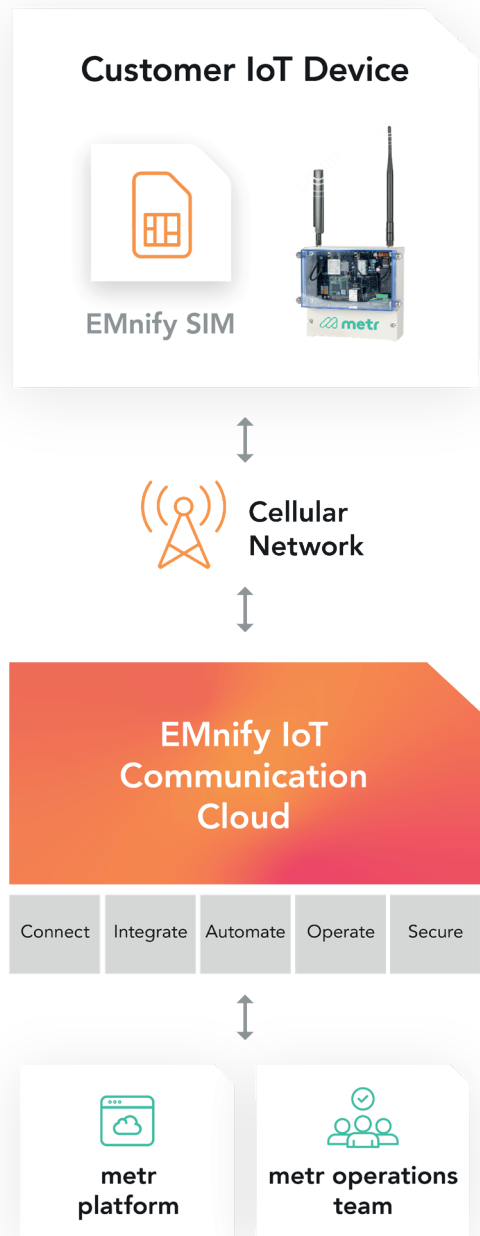 Customer IoT Device
EMnify SIM
metr
Cellular
Network
EMnify IoT
Communication
Cloud
Connect
Integrate
Automate
Operate
Secure
metr
platform
metr operations
team